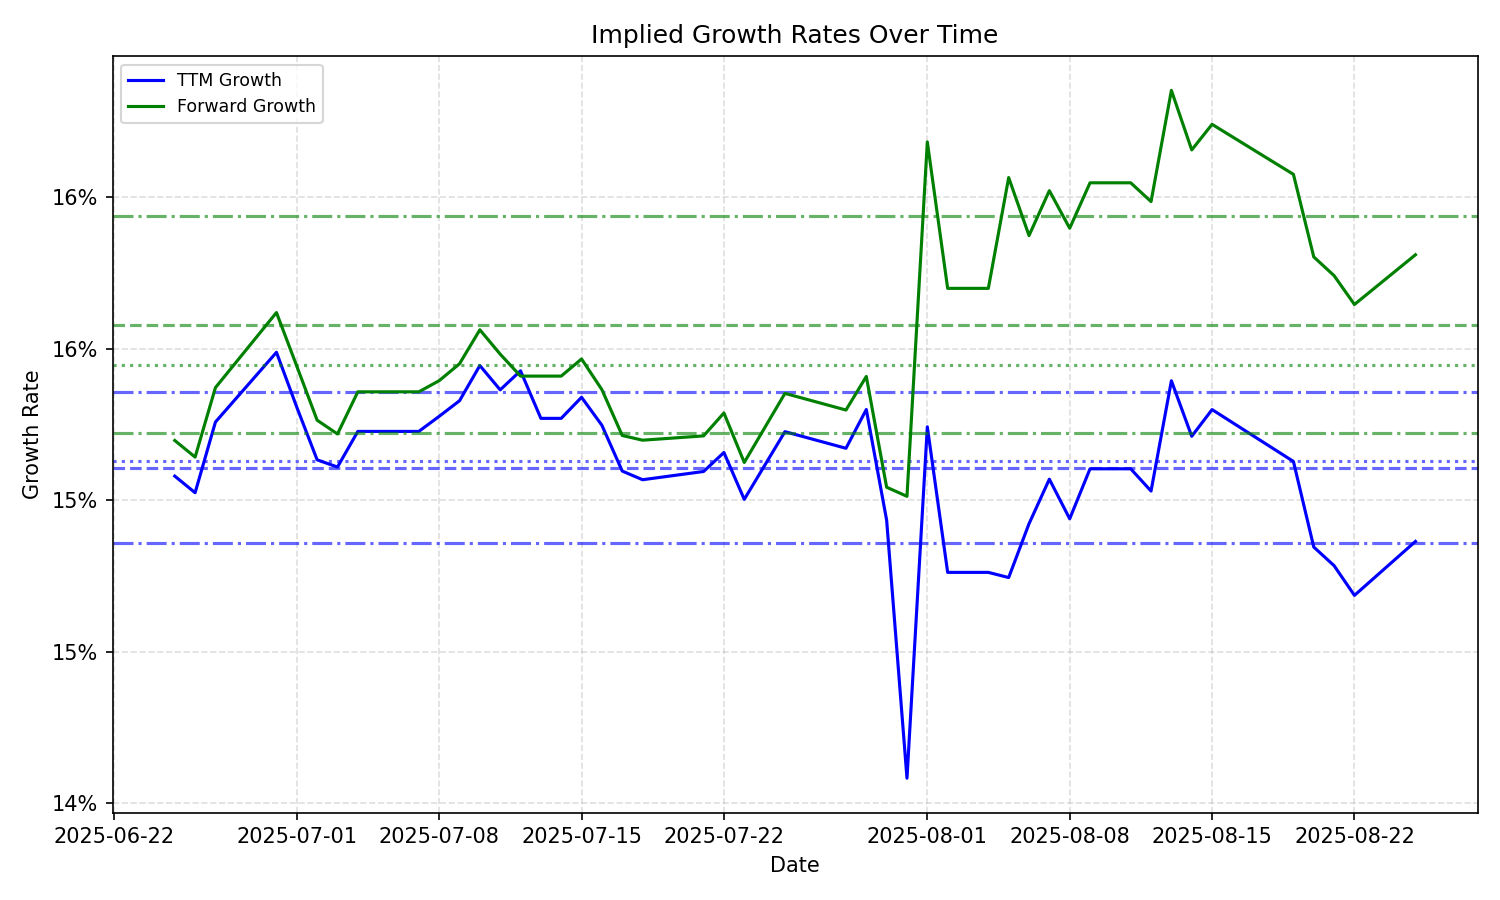 Implied Growth Rates Over Time
TTM Growth
Forward Growth
16%
16%
15%
15%
14%
Growth Rate
2025-06-22
2025-07-01
2025-07-08
2025-07-15
2025-07-22
2025-08-01
2025-08-08
2025-08-15
2025-08-22
Date